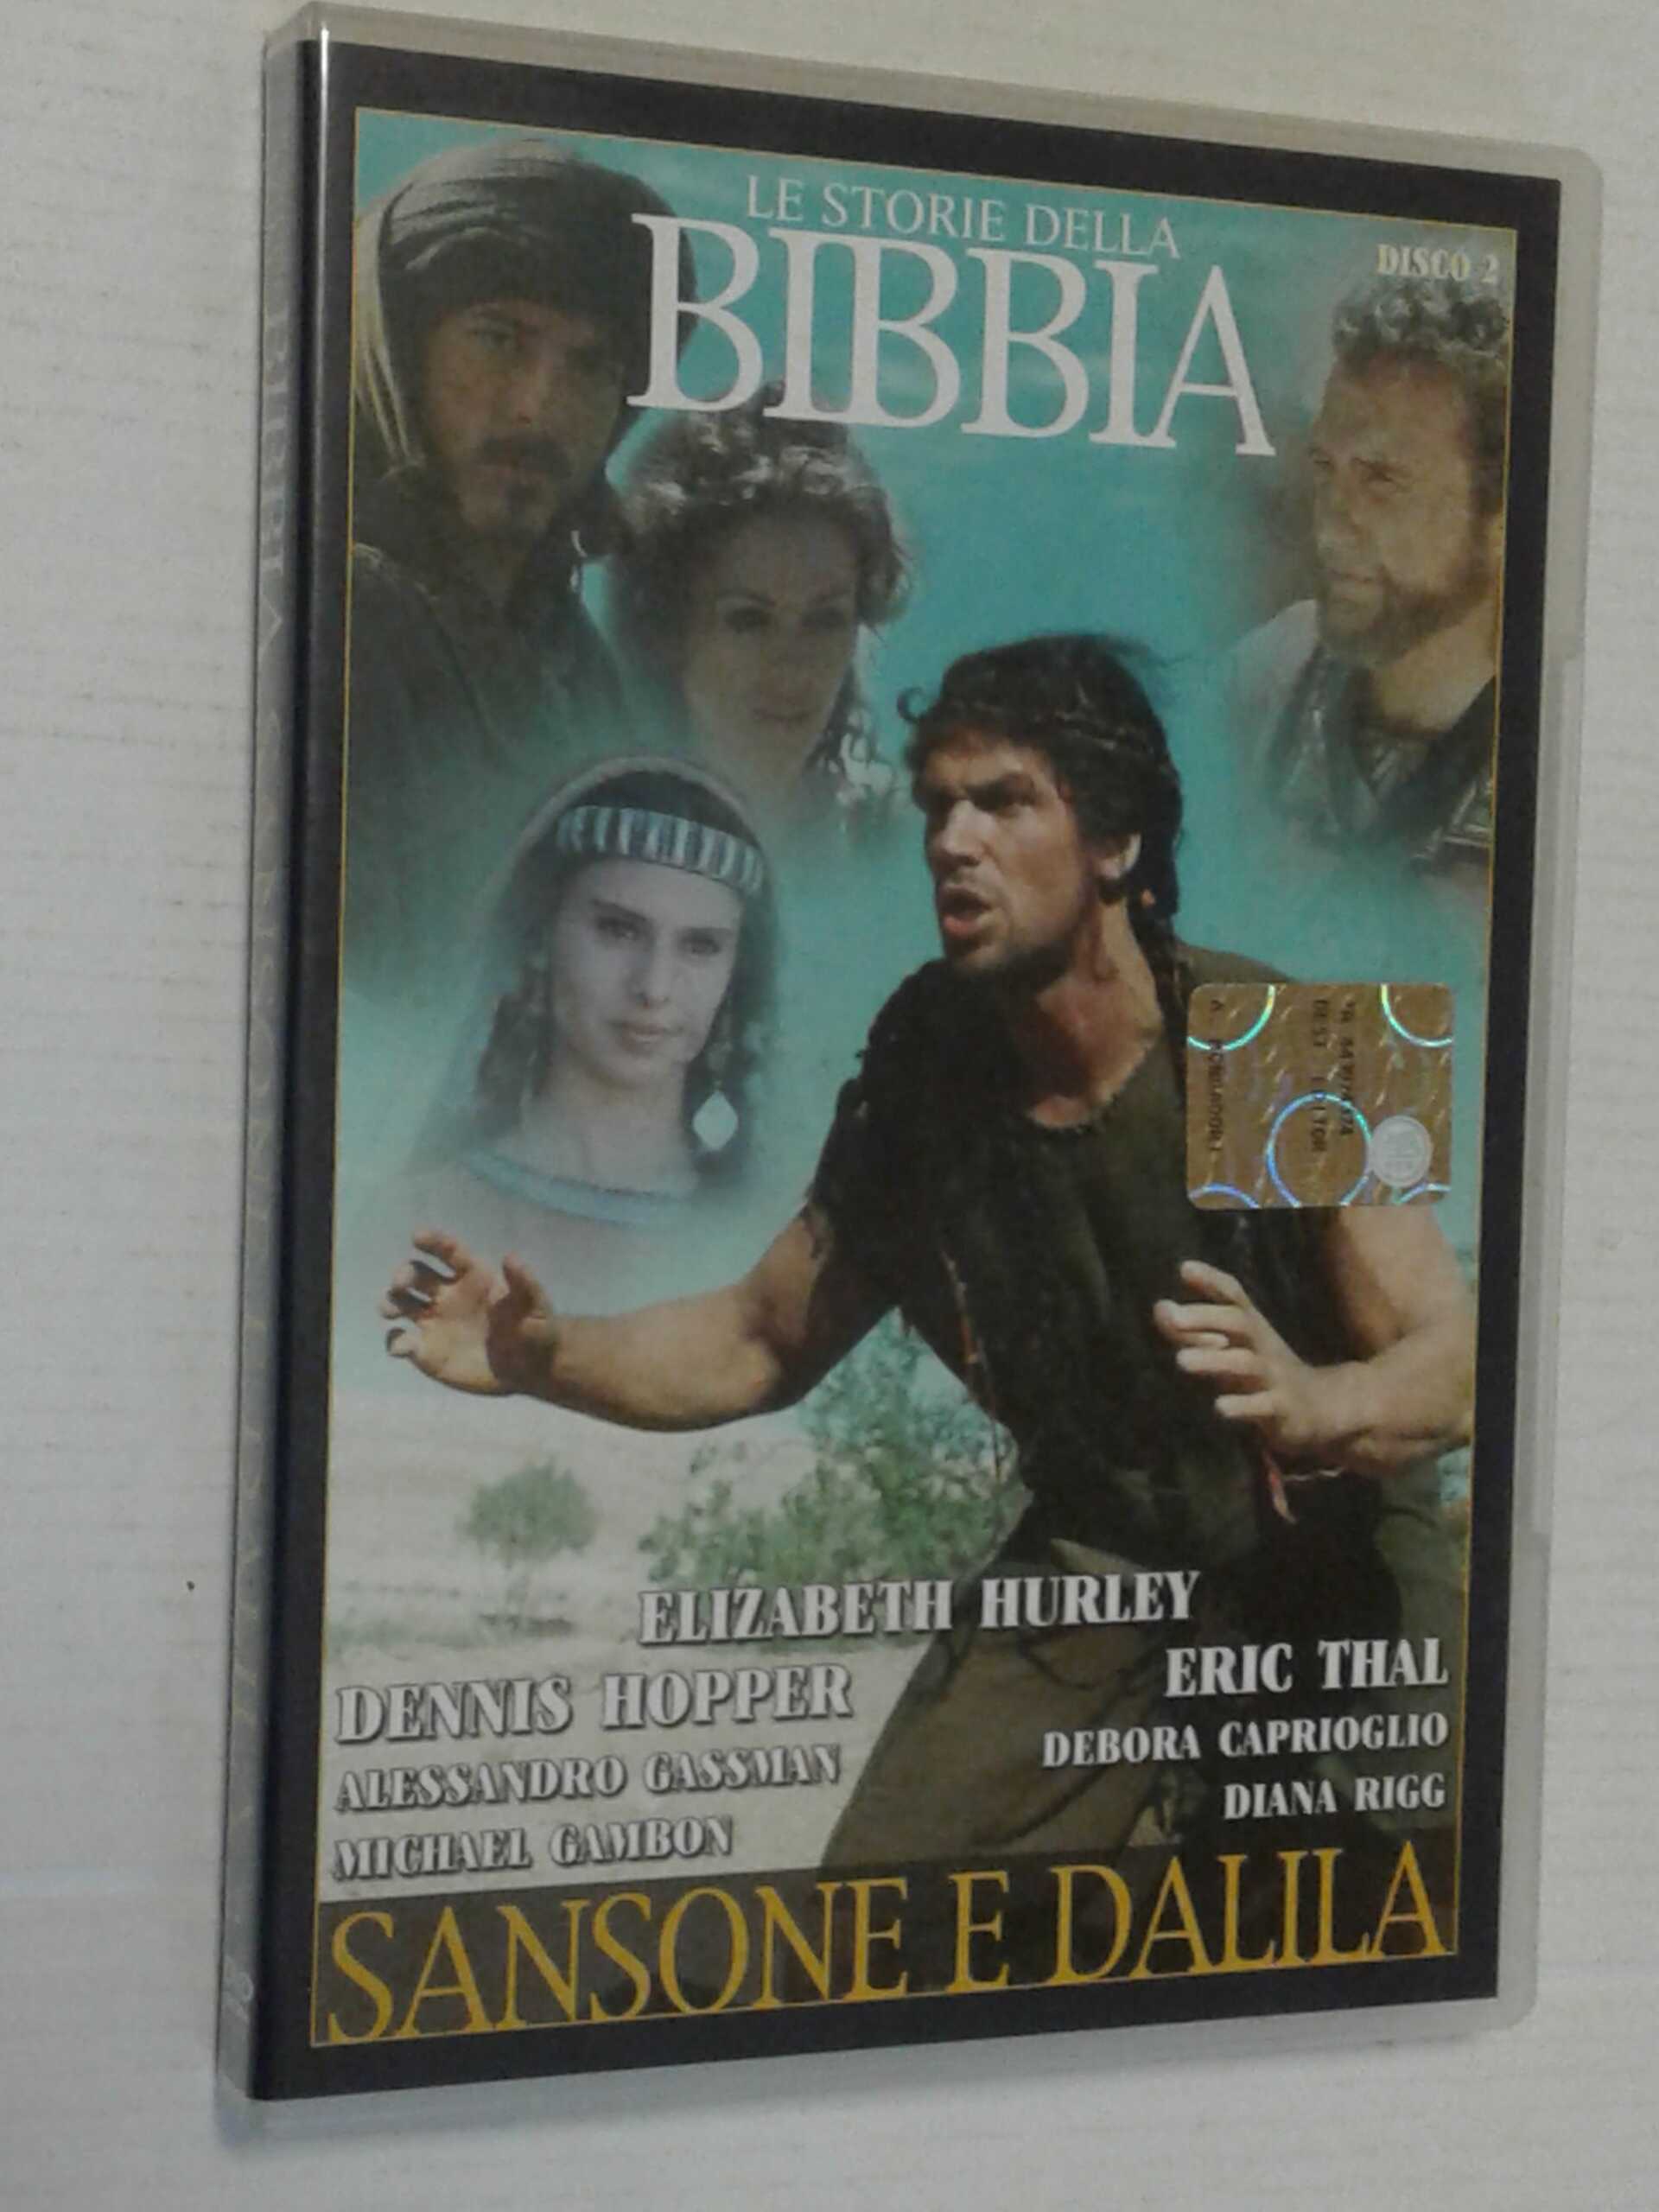 LE STORIE DELLA
BIBBIA
DISCO 2
ELIZABETH HURLEY
DENNIS HOPPER
ERIC THAL
ALESSANDRO GASSMAN
DEBORA CAPRIOGLIO
MICHAEL GAMBON
DIANA RIGG
SANSONE E DALILA
A. MONDADORI